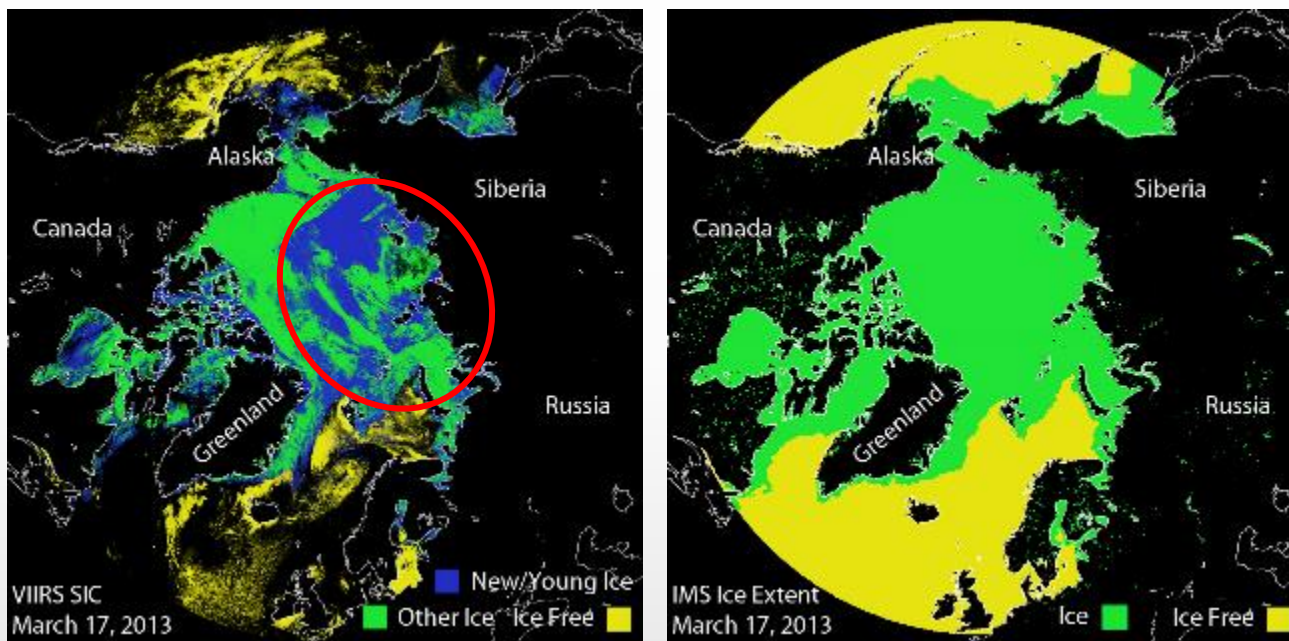 Alaska
Siberia
Canada
Greenland
Russia
VIIRS SIC
March 17, 2013
New/Young Ice
Other Ice
Ice Free
Alaska
Siberia
Canada
Greenland
Russia
IMS Ice Extent
March 17, 2013
Ice
Ice Free